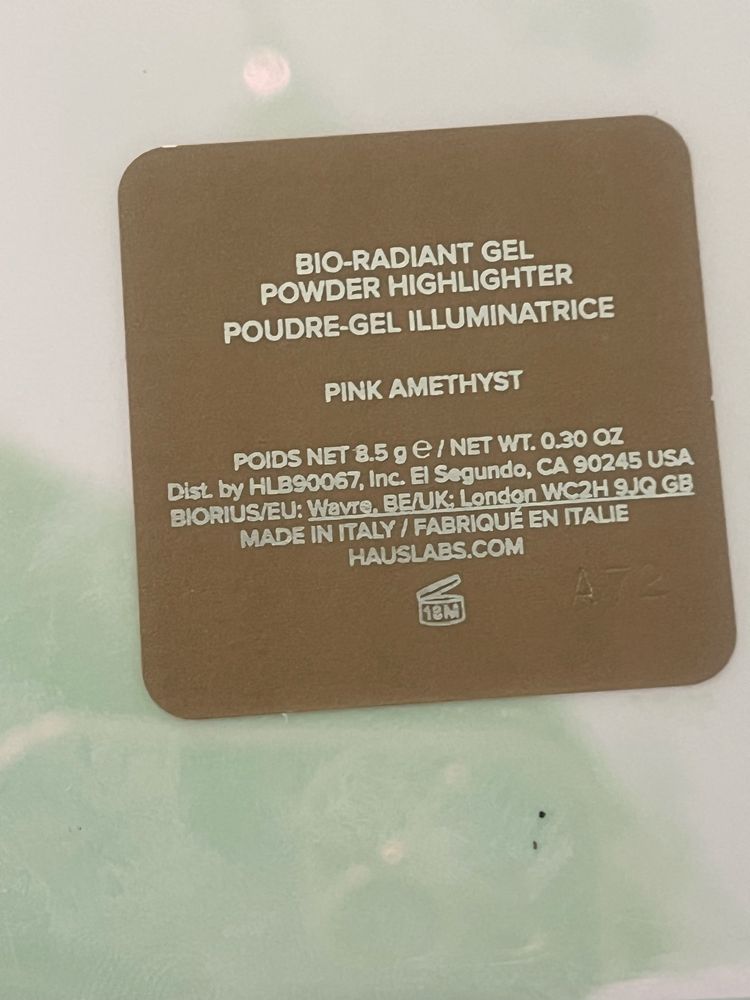 BIO-RADIANT GEL
POWDER HIGHLIGHTER
POUDRE-GEL ILLUMINATRICE
PINK AMETHYST
POIDS NET 8.5 g ℮ / NET WT. 0.30 OZ
Dist. by HLB90067, Inc. El Segundo, CA 90245 USA
BIORIUS/EU: Wavre, BE/UK: London WC2H 9JQ GB
MADE IN ITALY / FABRIQUÉ EN ITALIE
HAUSLABS.COM
18M
A72